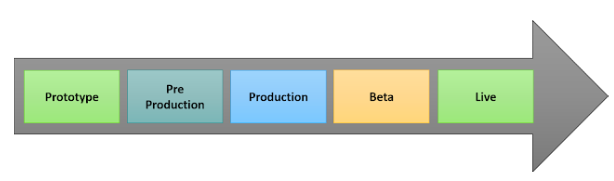 Prototype
Pre
Production
Production
Beta
Live